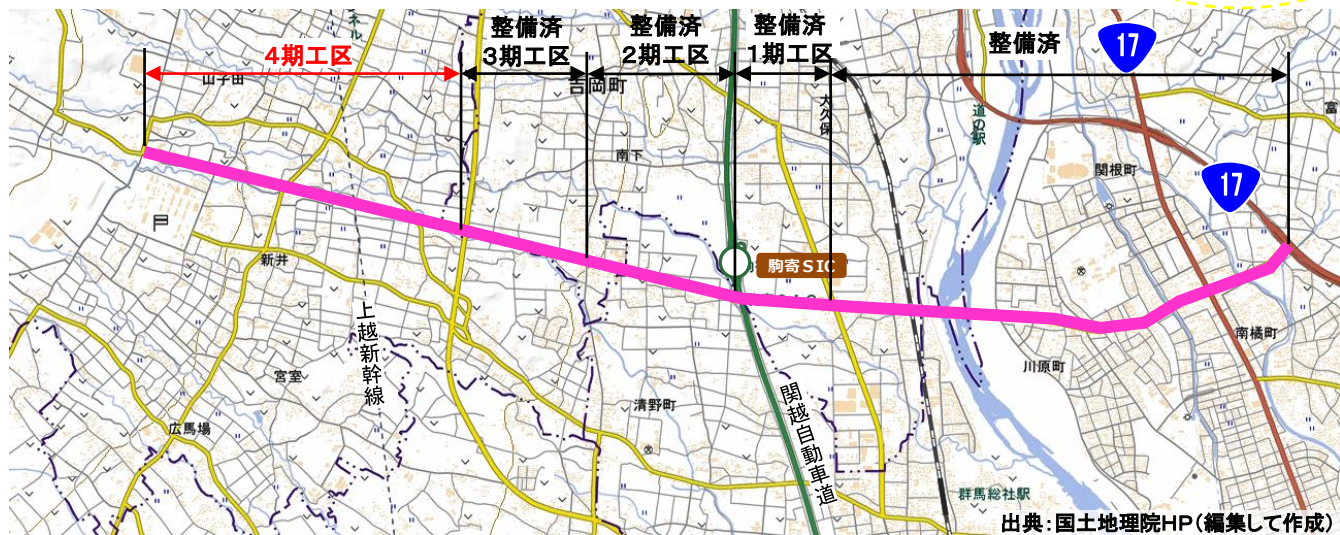 整備済
3期工区
整備済
2期工区
整備済
1期工区
整備済
4期工区
17
17
山子田
吉岡町
大久保
道の駅
関根町
南下
新井
駒寄SIC
上越新幹線
宮室
広馬場
清野町
関越自動車道
川原町
南橘町
群馬総社駅
富
出典:国土地理院HP(編集して作成)